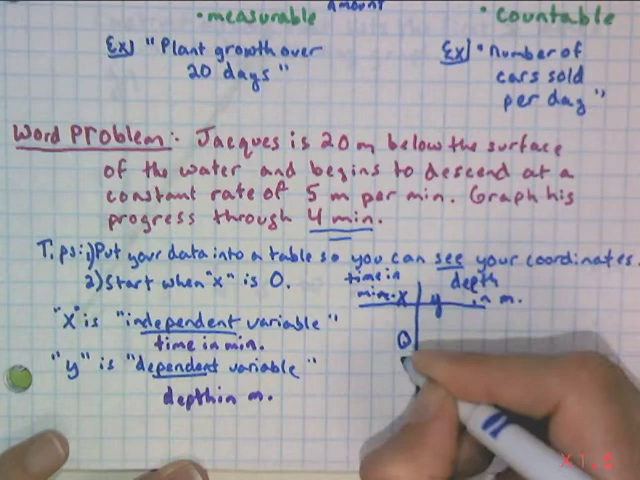 Amount
• measurable • countable
Ex) "Plant growth over 20 days"
Ex) "Number of cars sold per day"
Word Problem: Jacques is 20 m below the surface
of the water and begins to descend at a
constant rate of 5 m per min. Graph his
progress through 4 min.
Tips: 1) Put your data into a table so you can see your coordinates.
2) Start when "x" is 0.
"X" is "independent variable"
time in min.
"y" is "dependent variable"
depth in m.
time in min. X
depth in m. y
0
X1.6